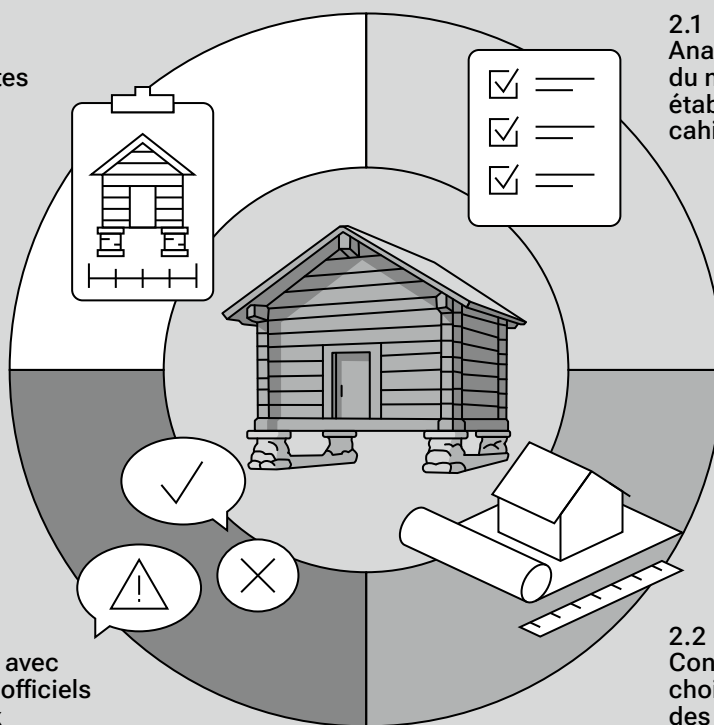 tes
2.1
Ana
du
étab
cahi
avec
officiels
2.2
Con
choi
des